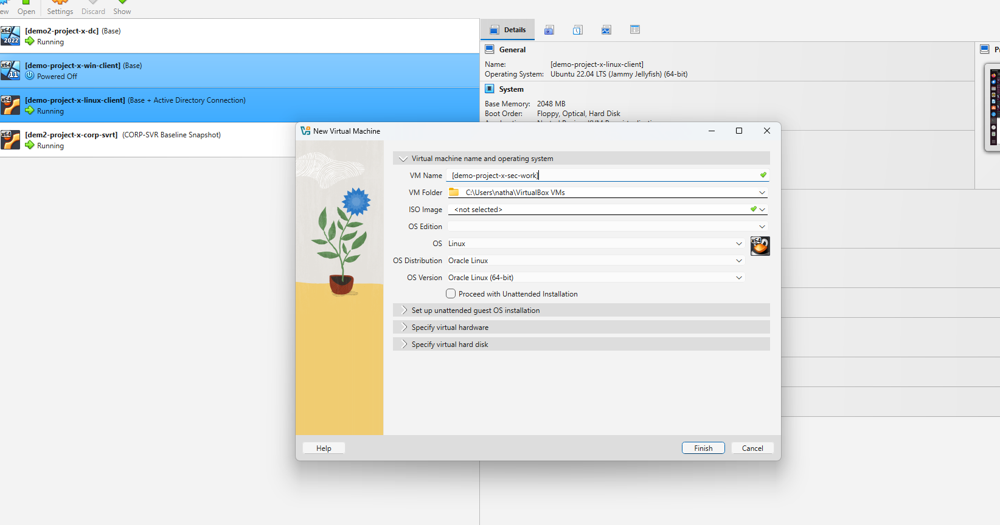 ew Open Settings Discard Show
[demo2-project-x-dc] (Base)
x64 2022
Running
[demo-project-x-win-client] (Base)
x64 11
Powered Off
[demo-project-x-linux-client] (Base + Active Directory Connection)
x64
Running
[dem2-project-x-corp-svrt] (CORP-SVR Baseline Snapshot)
x64
Running
Details
General
Name: [demo-project-x-linux-client]
Operating System: Ubuntu 22.04 LTS (Jammy Jellyfish) (64-bit)
System
Base Memory: 2048 MB
Boot Order: Floppy, Optical, Hard Disk
New Virtual Machine
Virtual machine name and operating system
VM Name [demo-project-x-sec-work]
VM Folder C:\Users\natha\VirtualBox VMs
ISO Image <not selected>
OS Edition
OS Linux
x64
OS Distribution Oracle Linux
OS Version Oracle Linux (64-bit)
Proceed with Unattended Installation
Set up unattended guest OS installation
Specify virtual hardware
Specify virtual hard disk
Help Finish Cancel